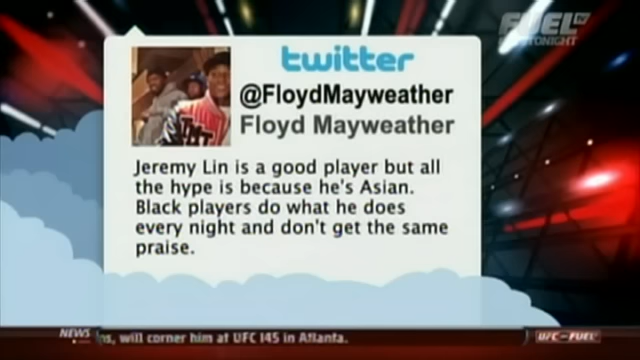 FUEL TV
TONIGHT
twitter
@FloydMayweather
Floyd Mayweather
Jeremy Lin is a good player but all
the hype is because he's Asian.
Black players do what he does
every night and don't get the same
praise.
NEWS
ns, will corner him at UFC 145 in Atlanta.
UFC-FUEL